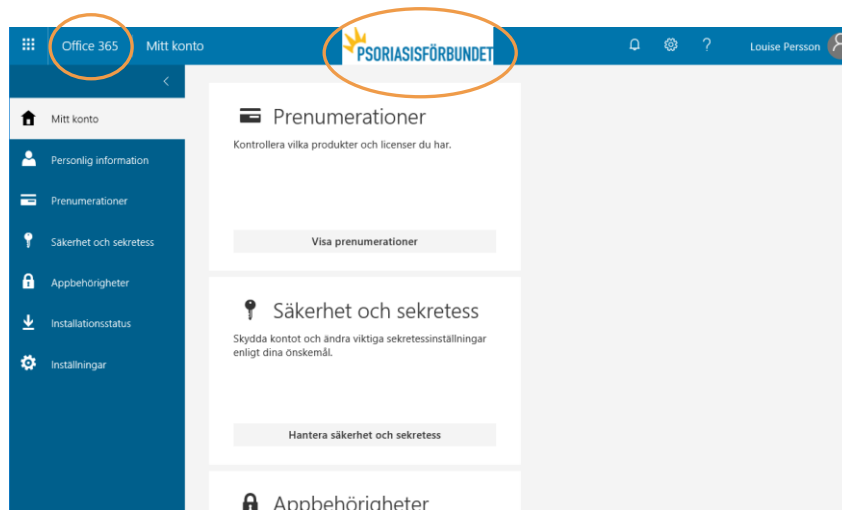 Office 365
Mitt konto
PSORIASISFÖRBUNDET
?
Louise Persson
<
Mitt konto
Personlig information
Prenumerationer
Säkerhet och sekretess
Appbehörigheter
Installationsstatus
Inställningar
Prenumerationer
Kontrollera vilka produkter och licenser du har.
Visa prenumerationer
Säkerhet och sekretess
Skydda kontot och ändra viktiga sekretessinställningar
enligt dina önskemål.
Hantera säkerhet och sekretess
Appbehörigheter